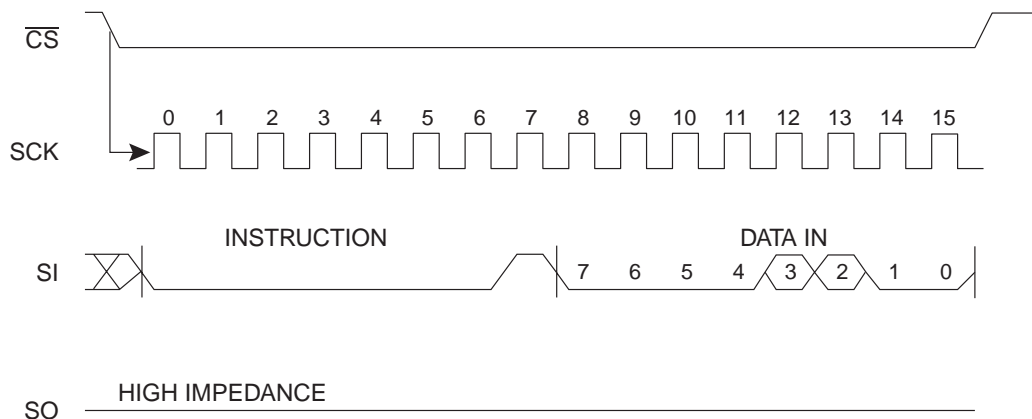 CS
0 1 2 3 4 5 6 7 8 9 10 11 12 13 14 15
SCK
INSTRUCTION DATA IN
SI 7 6 5 4 3 2 1 0
HIGH IMPEDANCE
SO